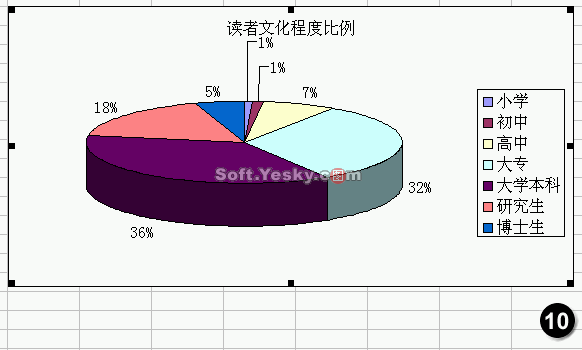 读者文化程度比例
1%
1%
7%
5%
18%
32%
36%
小学
初中
高中
大专
大学本科
研究生
博士生
Soft.Yesky.c m
10